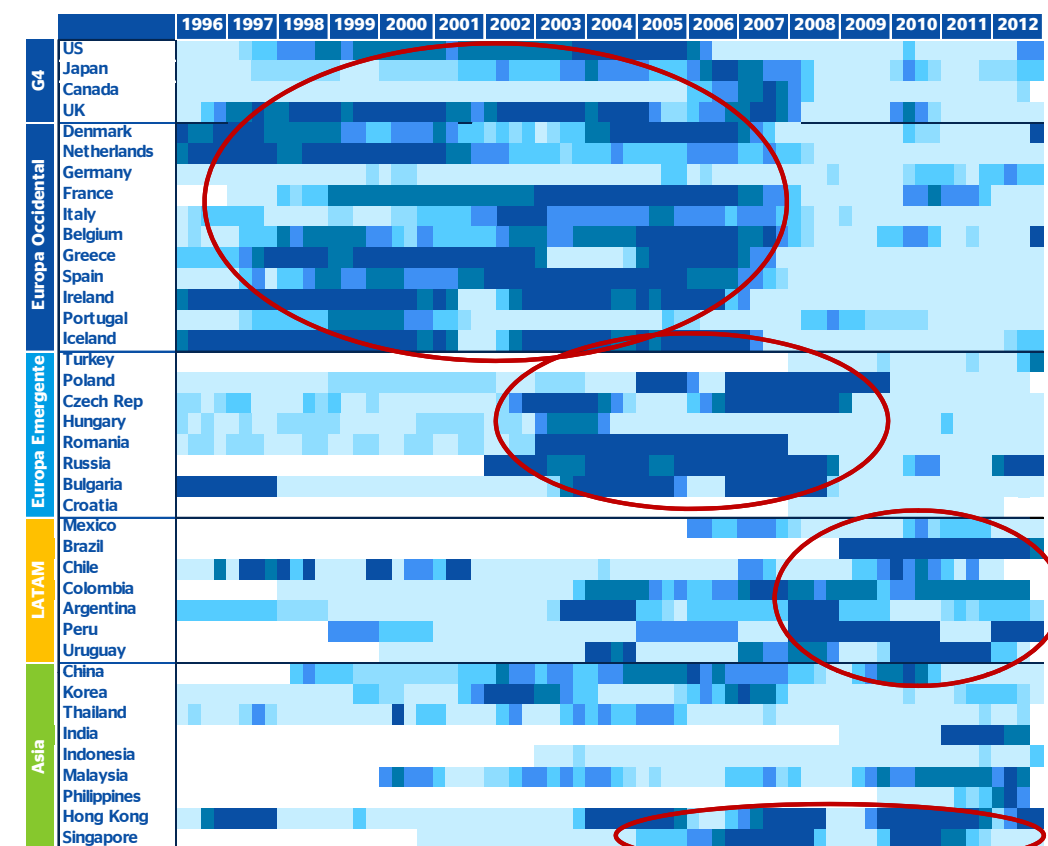 1996 1997 1998 1999 2000 2001 2002 2003 2004 2005 2006 2007 2008 2009 2010 2011 2012
G4
US
Japan
Canada
UK
Europa Occidental
Denmark
Netherlands
Germany
France
Italy
Belgium
Greece
Spain
Ireland
Portugal
Iceland
Europa Emergente
Turkey
Poland
Czech Rep
Hungary
Romania
Russia
Bulgaria
Croatia
LATAM
Mexico
Brazil
Chile
Colombia
Argentina
Peru
Uruguay
Asia
China
Korea
Thailand
India
Indonesia
Malaysia
Philippines
Hong Kong
Singapore